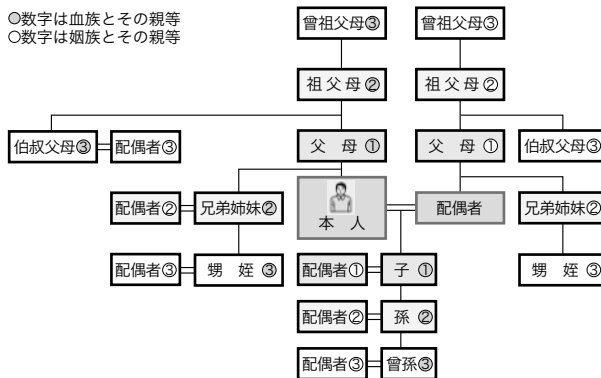 ◎数字は血族とその親等
○数字は姻族とその親等
曾祖父母③
曾祖父母③
祖父母②
祖父母②
伯叔父母③
配偶者③
父 母 ①
父 母 ①
伯叔父母③
配偶者②
兄弟姉妹②
本 人
配偶者
兄弟姉妹②
配偶者③
甥 姪 ③
配偶者①
子 ①
甥 姪 ③
配偶者②
孫 ②
配偶者③
曾孫③